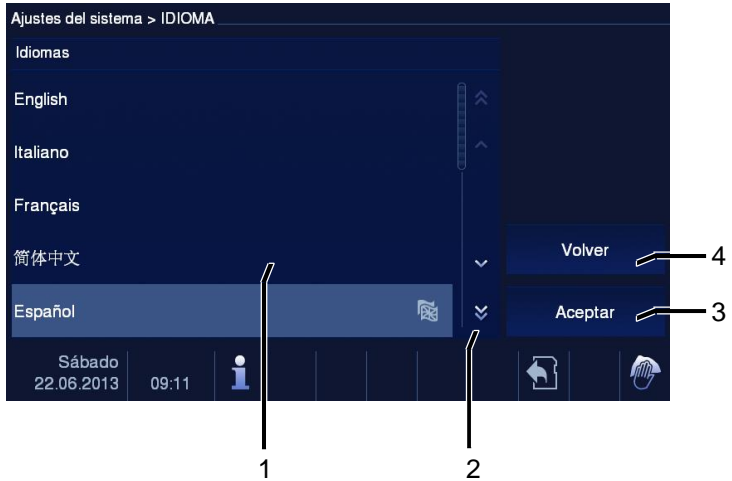 Ajustes del sistema > IDIOMA
Idiomas
English
Italiano
Français
简体中文
Español
Volver
Aceptar
4
3
Sábado
22.06.2013
09:11
1
2